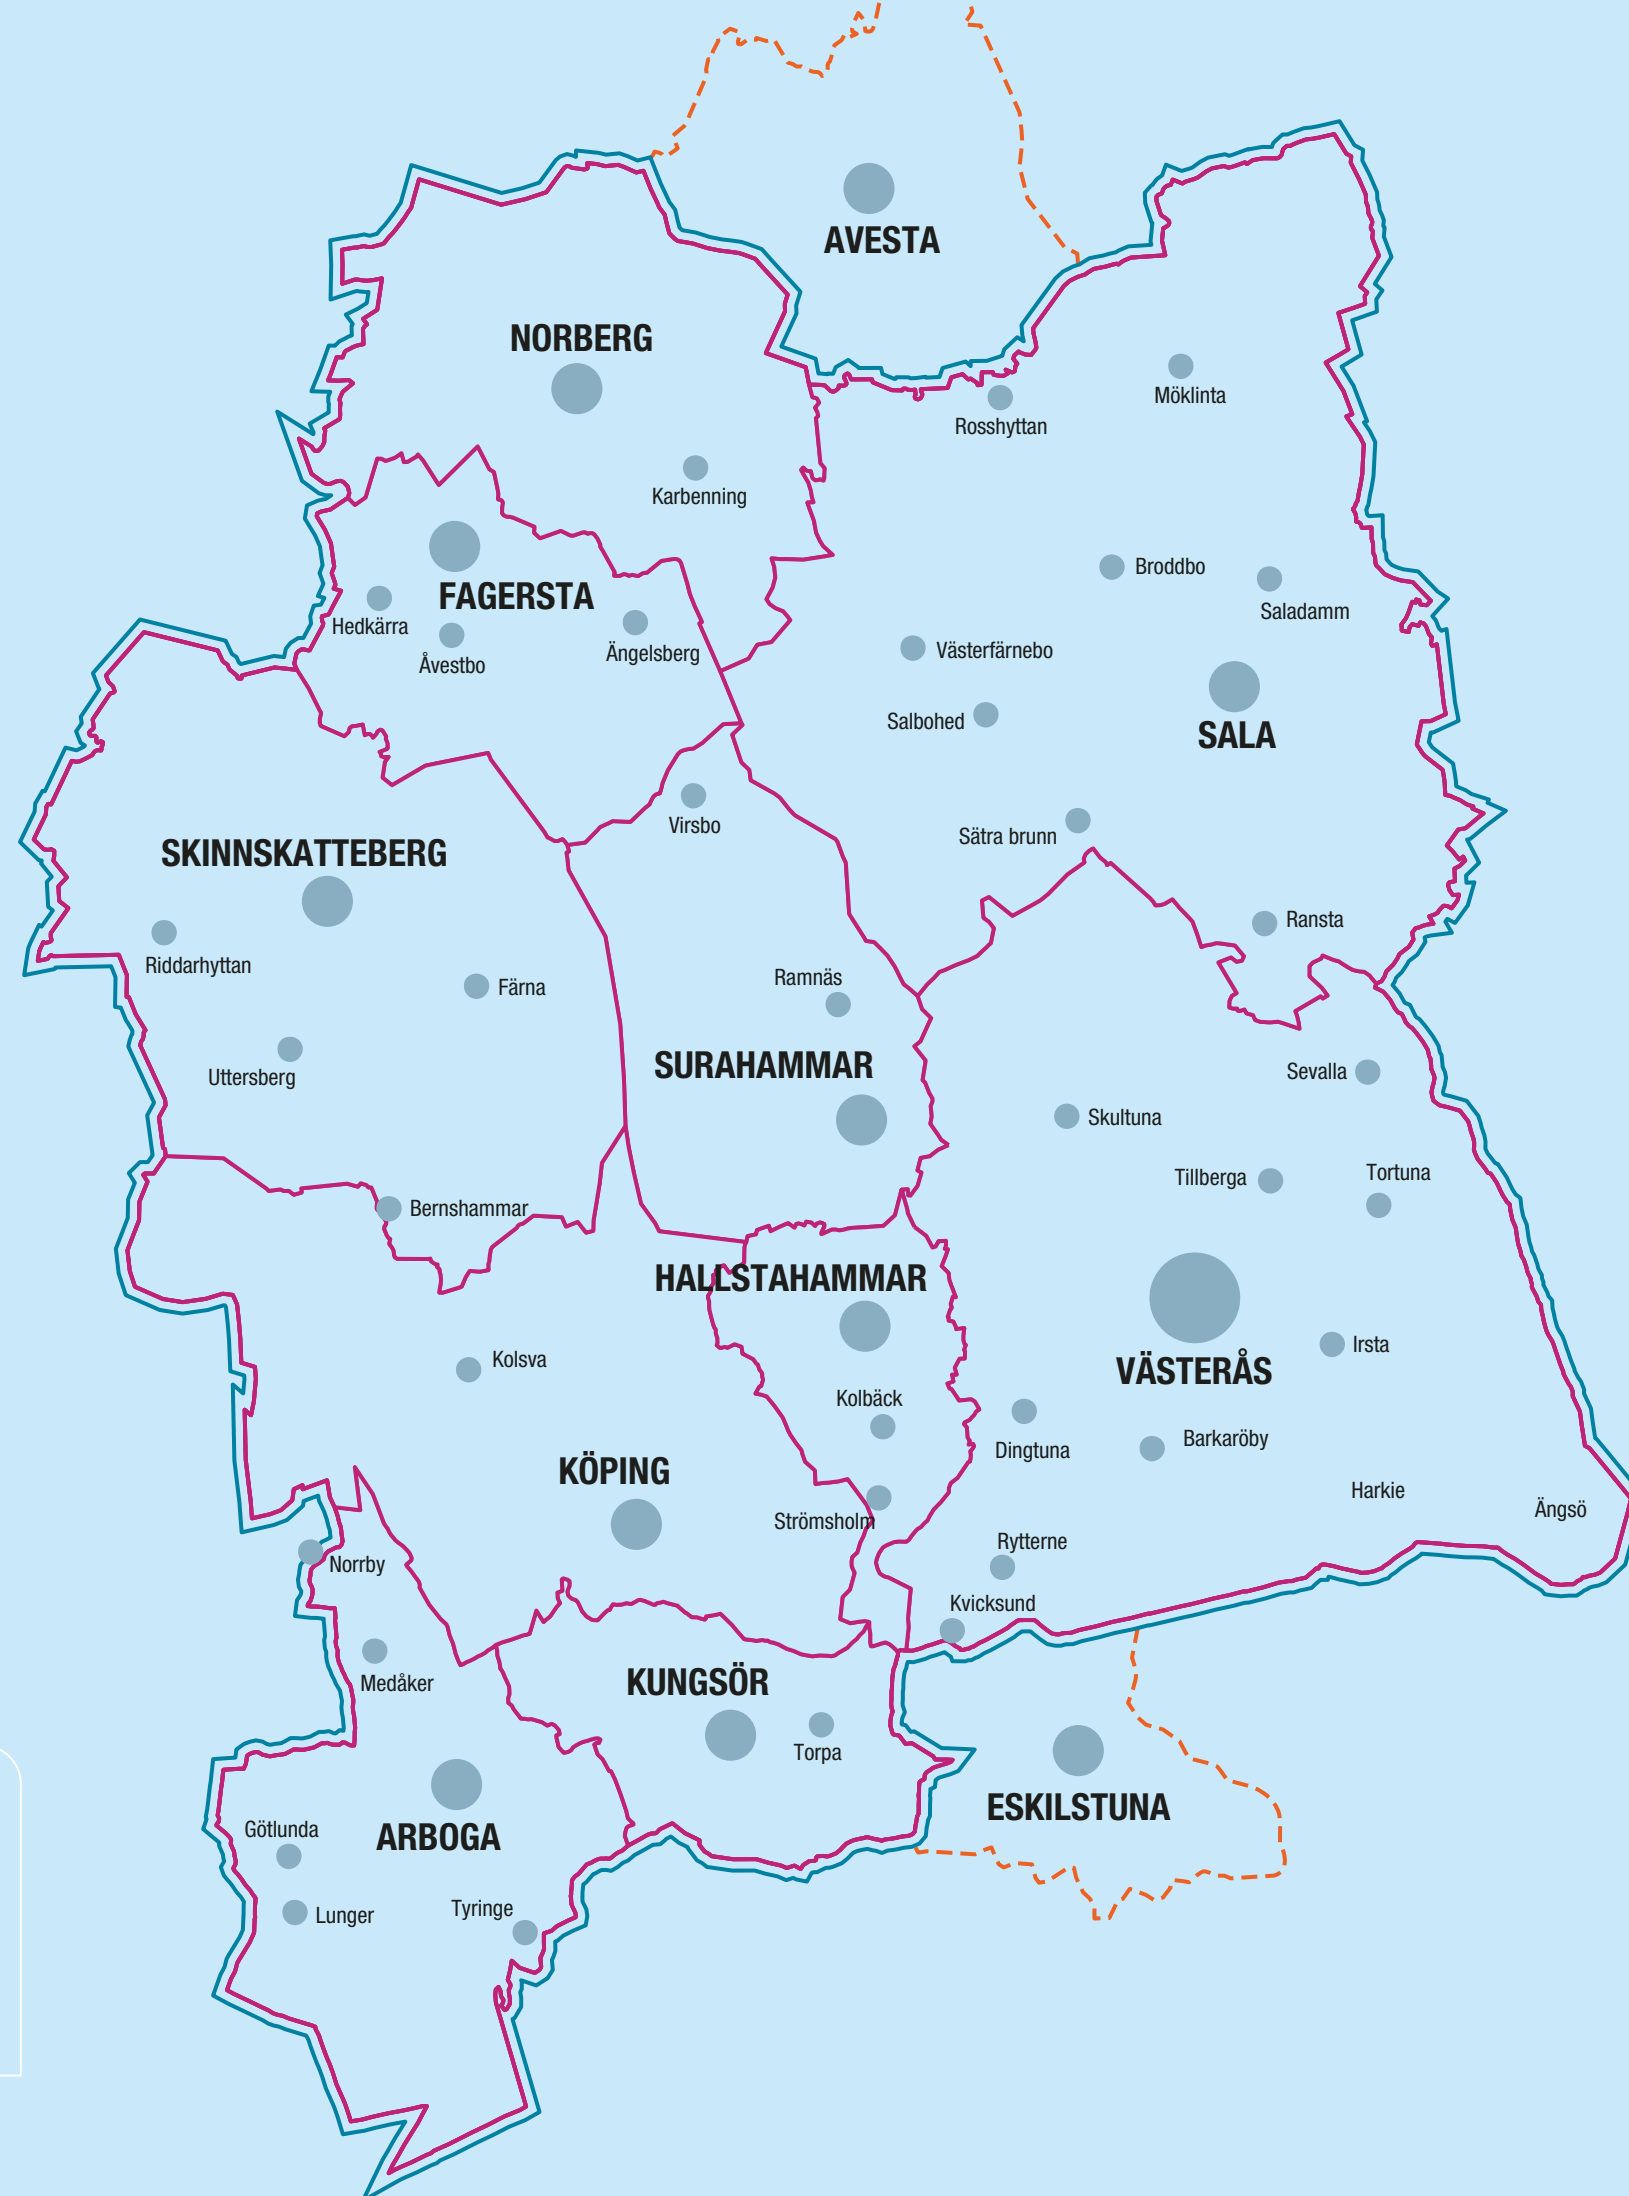 AVESTA
NORBERG
Möklinta
Rosshyttan
Karbenning
Broddbo
FAGERSTA
Saladamm
Hedkärra
Västerfärnebo
Ängelsberg
Åvestbo
Salbohed
SALA
Virsbo
Sätra brunn
SKINNSKATTEBERG
Ransta
Riddarhyttan
Ramnäs
Färna
SURAHAMMAR
Sevalla
Uttersberg
Skultuna
Tortuna
Tillberga
Bernshammar
HALLSTAHAMMAR
Irsta
Kolsva
VÄSTERÅS
Kolbäck
Barkaröby
Dingtuna
KÖPING
Harkie
Ängsö
Strömsholm
Rytterne
Norrby
Kvicksund
KUNGSÖR
Medåker
Torpa
ESKILSTUNA
Götlunda
ARBOGA
Tyringe
Lunger